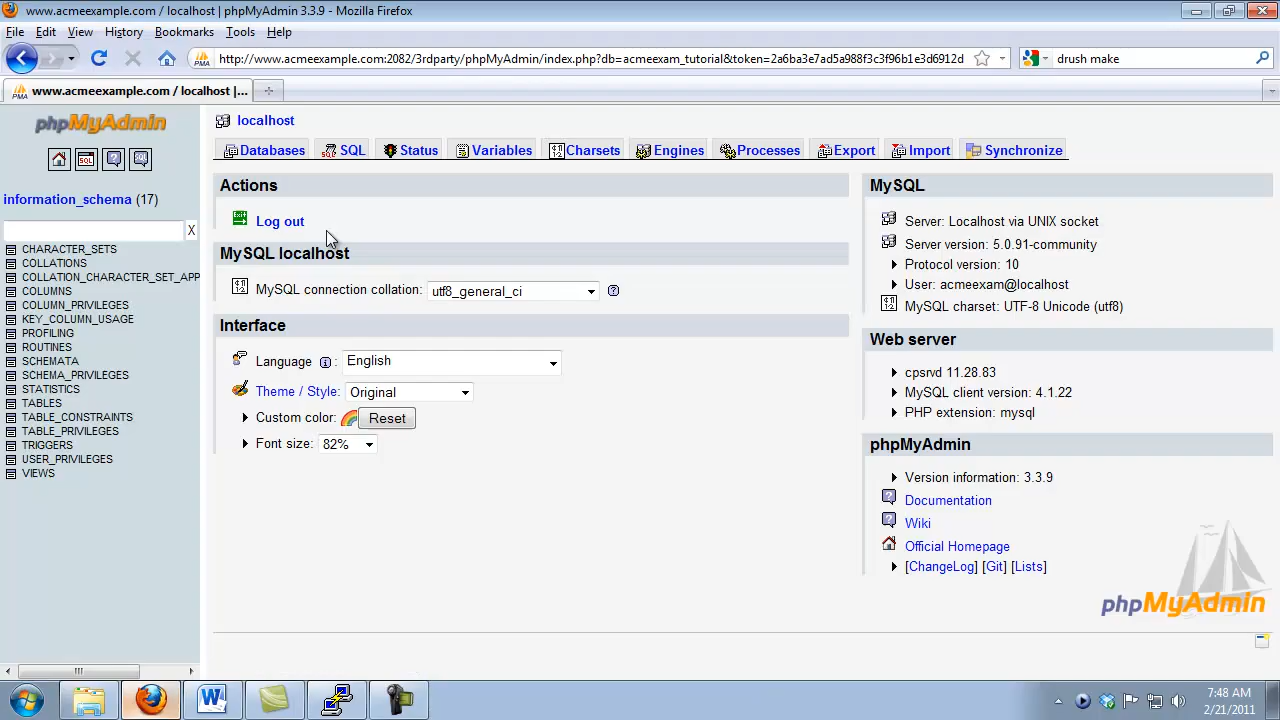 www.acmeexample.com / localhost | phpMyAdmin 3.3.9 - Mozilla Firefox
File Edit View History Bookmarks Tools Help
http://www.acmeexample.com:2082/3rdparty/phpMyAdmin/index.php?db=acmeexam_tutorial&token=2a6ba3e7ad5a988f3c3f96b1e3d6912d
drush make
www.acmeexample.com / localhost |...
phpMyAdmin
localhost
Databases SQL Status Variables Charsets Engines Processes Export Import Synchronize
information_schema (17)
X
CHARACTER_SETS
COLLATIONS
COLLATION_CHARACTER_SET_APP
COLUMNS
COLUMN_PRIVILEGES
KEY_COLUMN_USAGE
PROFILING
ROUTINES
SCHEMATA
SCHEMA_PRIVILEGES
STATISTICS
TABLES
TABLE_CONSTRAINTS
TABLE_PRIVILEGES
TRIGGERS
USER_PRIVILEGES
VIEWS
Actions
Log out
MySQL localhost
MySQL connection collation: utf8_general_ci
Interface
Language : English
Theme / Style: Original
Custom color: Reset
Font size: 82%
MySQL
Server: Localhost via UNIX socket
Server version: 5.0.91-community
Protocol version: 10
User: acmeexam@localhost
MySQL charset: UTF-8 Unicode (utf8)
Web server
cpsrvd 11.28.83
MySQL client version: 4.1.22
PHP extension: mysql
phpMyAdmin
Version information: 3.3.9
Documentation
Wiki
Official Homepage
[ChangeLog] [Git] [Lists]
phpMyAdmin
7:48 AM
2/21/2011